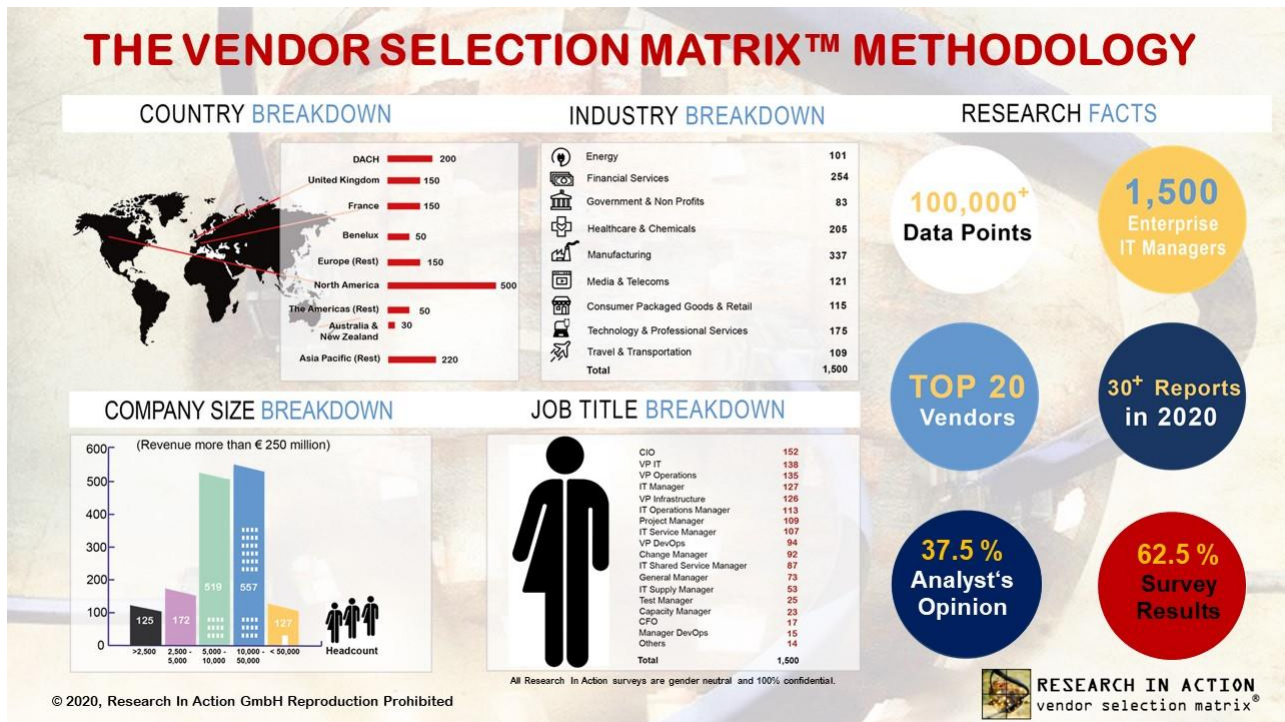 THE VENDOR SELECTION MATRIX™ METHODOLOGY
COUNTRY BREAKDOWN
DACH 200
United Kingdom 150
France 150
Benelux 50
Europe (Rest) 150
North America 500
The Americas (Rest) 50
Australia & 30
New Zealand
Asia Pacific (Rest) 220
INDUSTRY BREAKDOWN
Energy 101
Financial Services 254
Government & Non Profits 83
Healthcare & Chemicals 205
Manufacturing 337
Media & Telecoms 121
Consumer Packaged Goods & Retail 115
Technology & Professional Services 175
Travel & Transportation 109
Total 1,500
RESEARCH FACTS
100,000+
Data Points
1,500
Enterprise
IT Managers
TOP 20
Vendors
30+ Reports
in 2020
37.5 %
Analyst‘s
Opinion
62.5 %
Survey
Results
COMPANY SIZE BREAKDOWN
(Revenue more than € 250 million)
600
500
400
300
200
100
0
125
172
519
557
127
>2,500
2,500 -
5,000
5,000 -
10,000
10,000 -
50,000
< 50,000
Headcount
JOB TITLE BREAKDOWN
CIO 152
VP IT 138
VP Operations 135
IT Manager 127
VP Infrastructure 126
IT Operations Manager 113
Project Manager 109
IT Service Manager 107
VP DevOps 94
Change Manager 92
IT Shared Service Manager 87
General Manager 73
IT Supply Manager 53
Test Manager 25
Capacity Manager 23
CFO 17
Manager DevOps 15
Others 14
Total 1,500
All Research In Action surveys are gender neutral and 100% confidential.
© 2020, Research In Action GmbH Reproduction Prohibited
RESEARCH IN ACTION
vendor selection matrix®